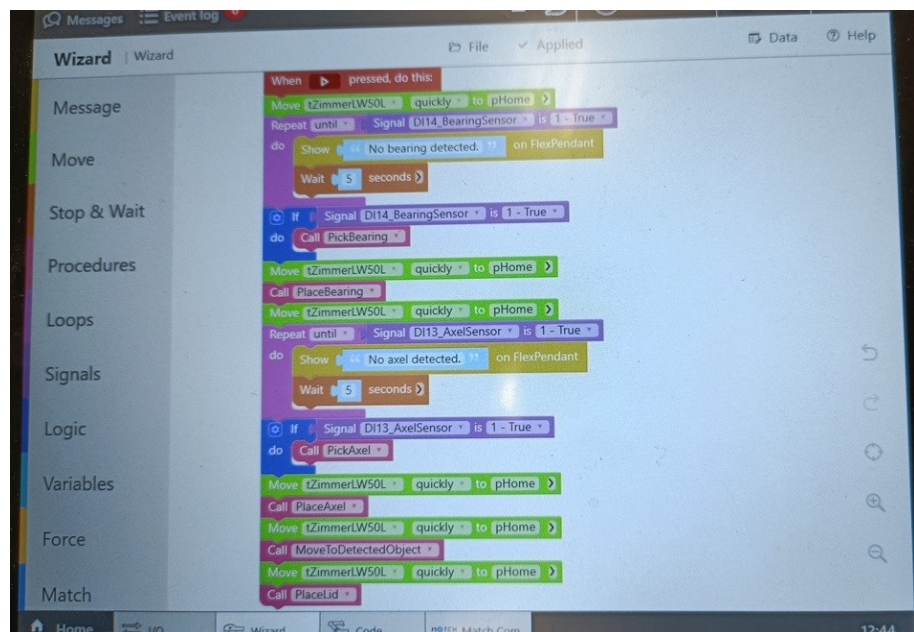 Messages Event log
Wizard Wizard File Applied Data Help
Message
Move
Stop & Wait
Procedures
Loops
Signals
Logic
Variables
Force
Match
When pressed, do this:
Move tZimmerLW50L quickly to pHome
Repeat until Signal DI14_BearingSensor is 1 - True
do Show “ No bearing detected. ” on FlexPendant
Wait 5 seconds
If Signal DI14_BearingSensor is 1 - True
do Call PickBearing
Move tZimmerLW50L quickly to pHome
Call PlaceBearing
Move tZimmerLW50L quickly to pHome
Repeat until Signal DI13_AxelSensor is 1 - True
do Show “ No axel detected. ” on FlexPendant
Wait 5 seconds
If Signal DI13_AxelSensor is 1 - True
do Call PickAxel
Move tZimmerLW50L quickly to pHome
Call PlaceAxel
Move tZimmerLW50L quickly to pHome
Call MoveToDetectedObject
Move tZimmerLW50L quickly to pHome
Call PlaceLid
Home I/O Wizard Code Match Com 12:44